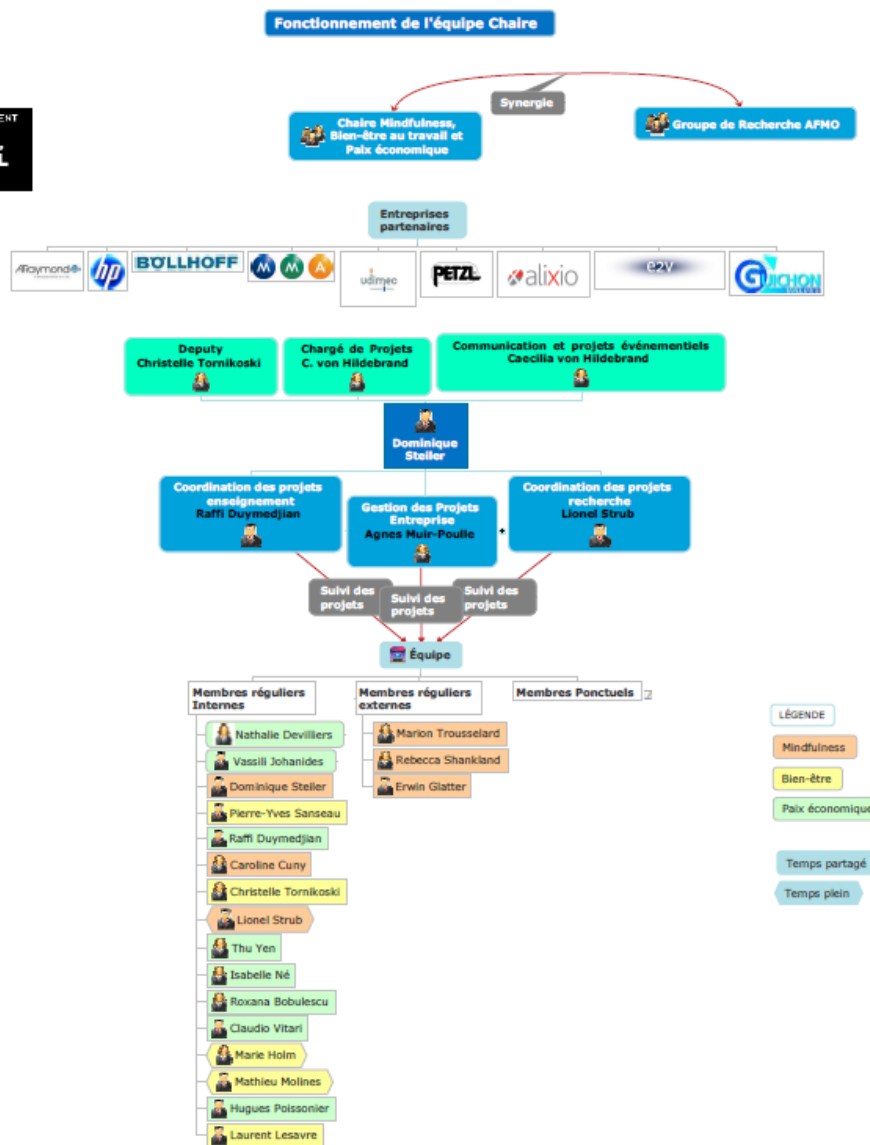 Fonctionnement de l'équipe Chaire
Synergie
Chaire Mindfulness,
Bien-être au travail et
Paix économique
Groupe de Recherche AFMO
ENT
i
Entreprises
partenaires
ARaymond
hp
BÖLLHOFF
M M A
udimec
PETZL
alixio
e2v
GUICHON
VALVES
Deputy
Christelle Tornikoski
Chargé de Projets
C. von Hildebrand
Communication et projets événementiels
Caecilia von Hildebrand
Dominique
Steiler
Coordination des projets
enseignement
Raffi Duymedjian
Gestion des Projets
Entreprise
Agnes Muir-Poulle
+
Coordination des projets
recherche
Lionel Strub
Suivi des
projets
Suivi des
projets
Suivi des
projets
Équipe
Membres réguliers
Internes
Membres réguliers
externes
Membres Ponctuels
2
Nathalie Devilliers
Vassili Johanides
Dominique Steiler
Pierre-Yves Sanseau
Raffi Duymedjian
Caroline Cuny
Christelle Tornikoski
Lionel Strub
Thu Yen
Isabelle Né
Roxana Bobulescu
Claudio Vitari
Marie Holm
Mathieu Molines
Hugues Poissonier
Laurent Lesavre
Marion Trousselard
Rebecca Shankland
Erwin Glatter
LÉGENDE
Mindfulness
Bien-être
Paix économique
Temps partagé
Temps plein